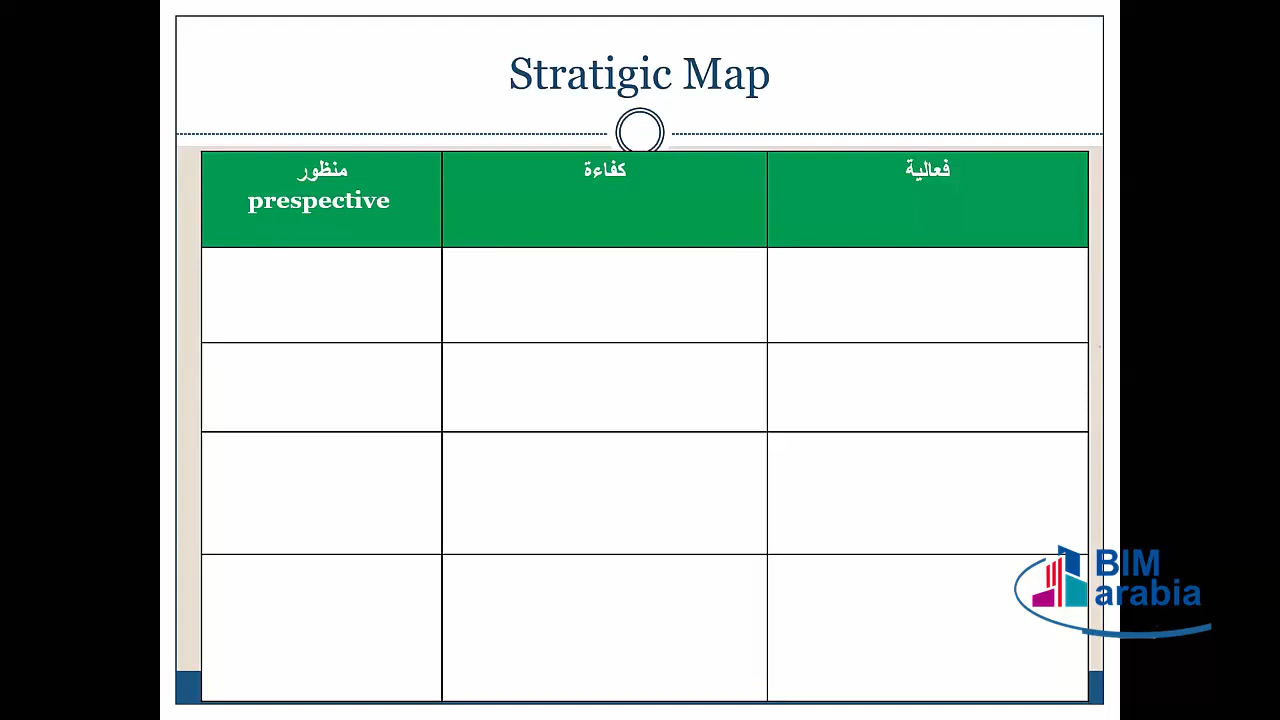 Stratigic Map
منظور
prespective
كفاءة
فعالية
BIM
arabia